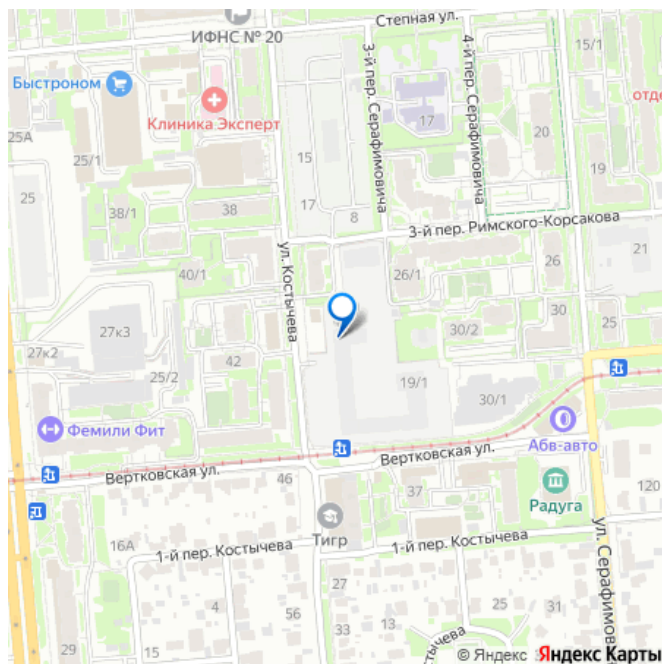 Степная ул.
ИФНС № 20
15/1
Быстроном
Клиника Эксперт
3-й пер. Серафимовича
4-й пер. Серафимовича
отде
25А
25/1
15
17
20
19
25
38/1
38
17
8
3-й пер. Римского-Корсакова
21
ул. Костычева
40/1
26/1
26
26
27к3
27к2
42
25/2
30/2
30
25
19/1
30/1
Фемили Фит
Абв-авто
Вертковская ул.
46
Вертковская ул.
37
Радуга
120
Тигр
16А
1-й пер. Костычева
1-й пер. Костычева
ул. Серафимов
27
4
56
25
31
33
13
29
15
Костычева
© Яндекс
Яндекс Карты